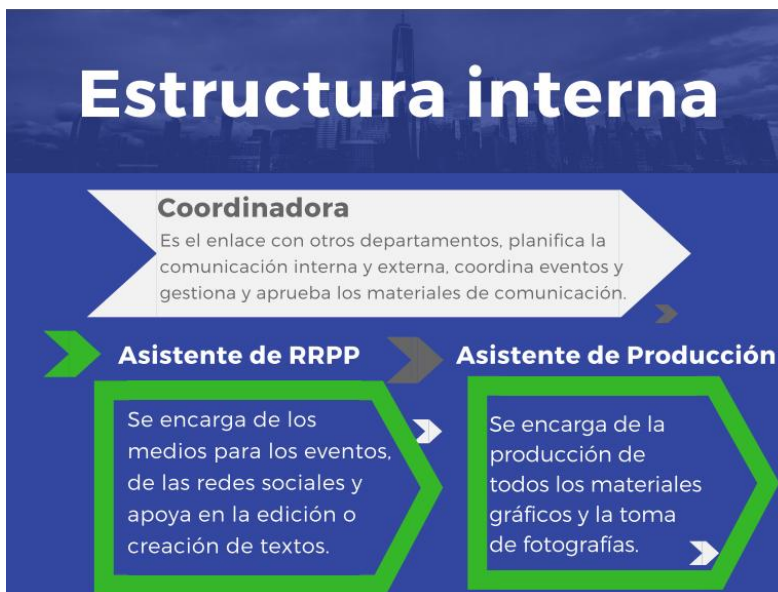 Estructura interna
Coordinadora
Es el enlace con otros departamentos, planifica la
comunicación interna y externa, coordina eventos y
gestiona y aprueba los materiales de comunicación.
Asistente de RRPP
Se encarga de los
medios para los eventos,
de las redes sociales y
apoya en la edición o
creación de textos.
Asistente de Producción
Se encarga de la
producción de
todos los materiales
gráficos y la toma
de fotografías.